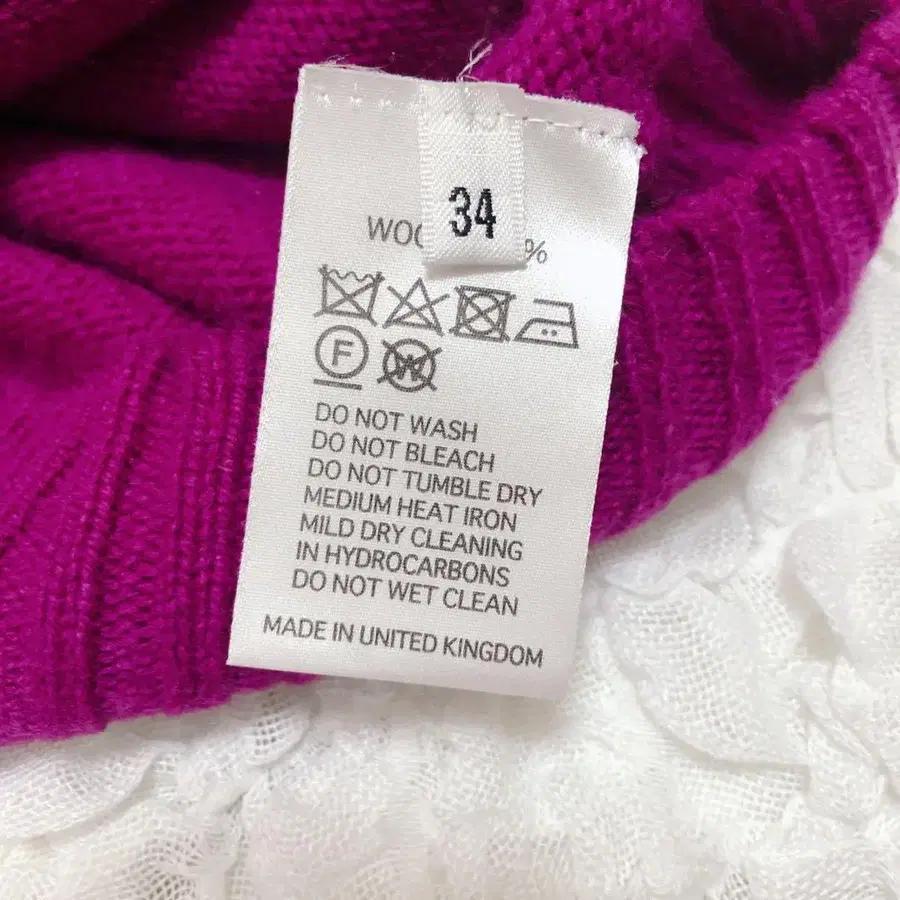 34
%
F
W
DO NOT WASH
DO NOT BLEACH
DO NOT TUMBLE DRY
MEDIUM HEAT IRON
MILD DRY CLEANING
IN HYDROCARBONS
DO NOT WET CLEAN
MADE IN UNITED KINGDOM